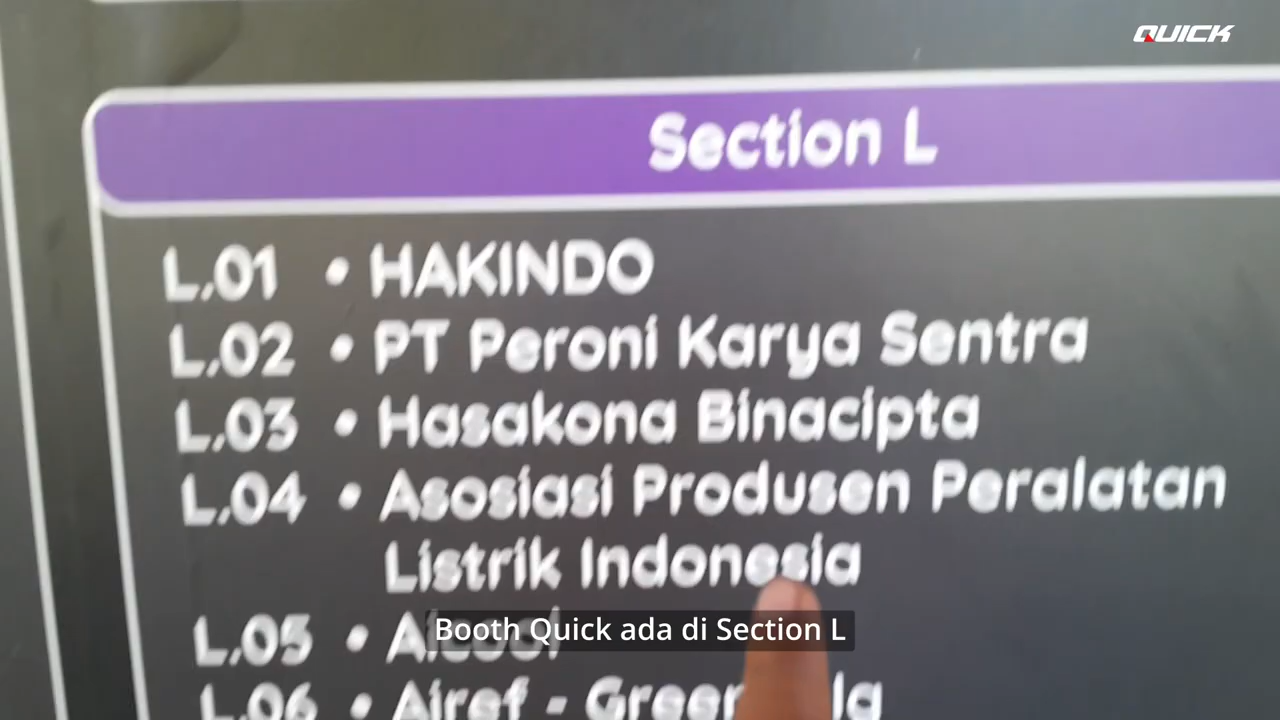 QUICK
Section L
L.01 • HAKINDO
L.02 • PT Peroni Karya Sentra
L.03 • Hasakona Binacipta
L.04 • Asosiasi Produsen Peralatan
Listrik Indonesia
L.05 •
Booth Quick ada di Section L
L.06 • Airef -